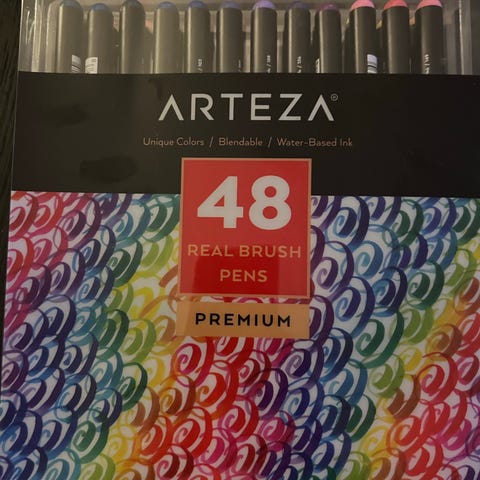 ARTEZA®
Unique Colors / Blendable / Water-Based Ink
48
REAL BRUSH
PENS
PREMIUM